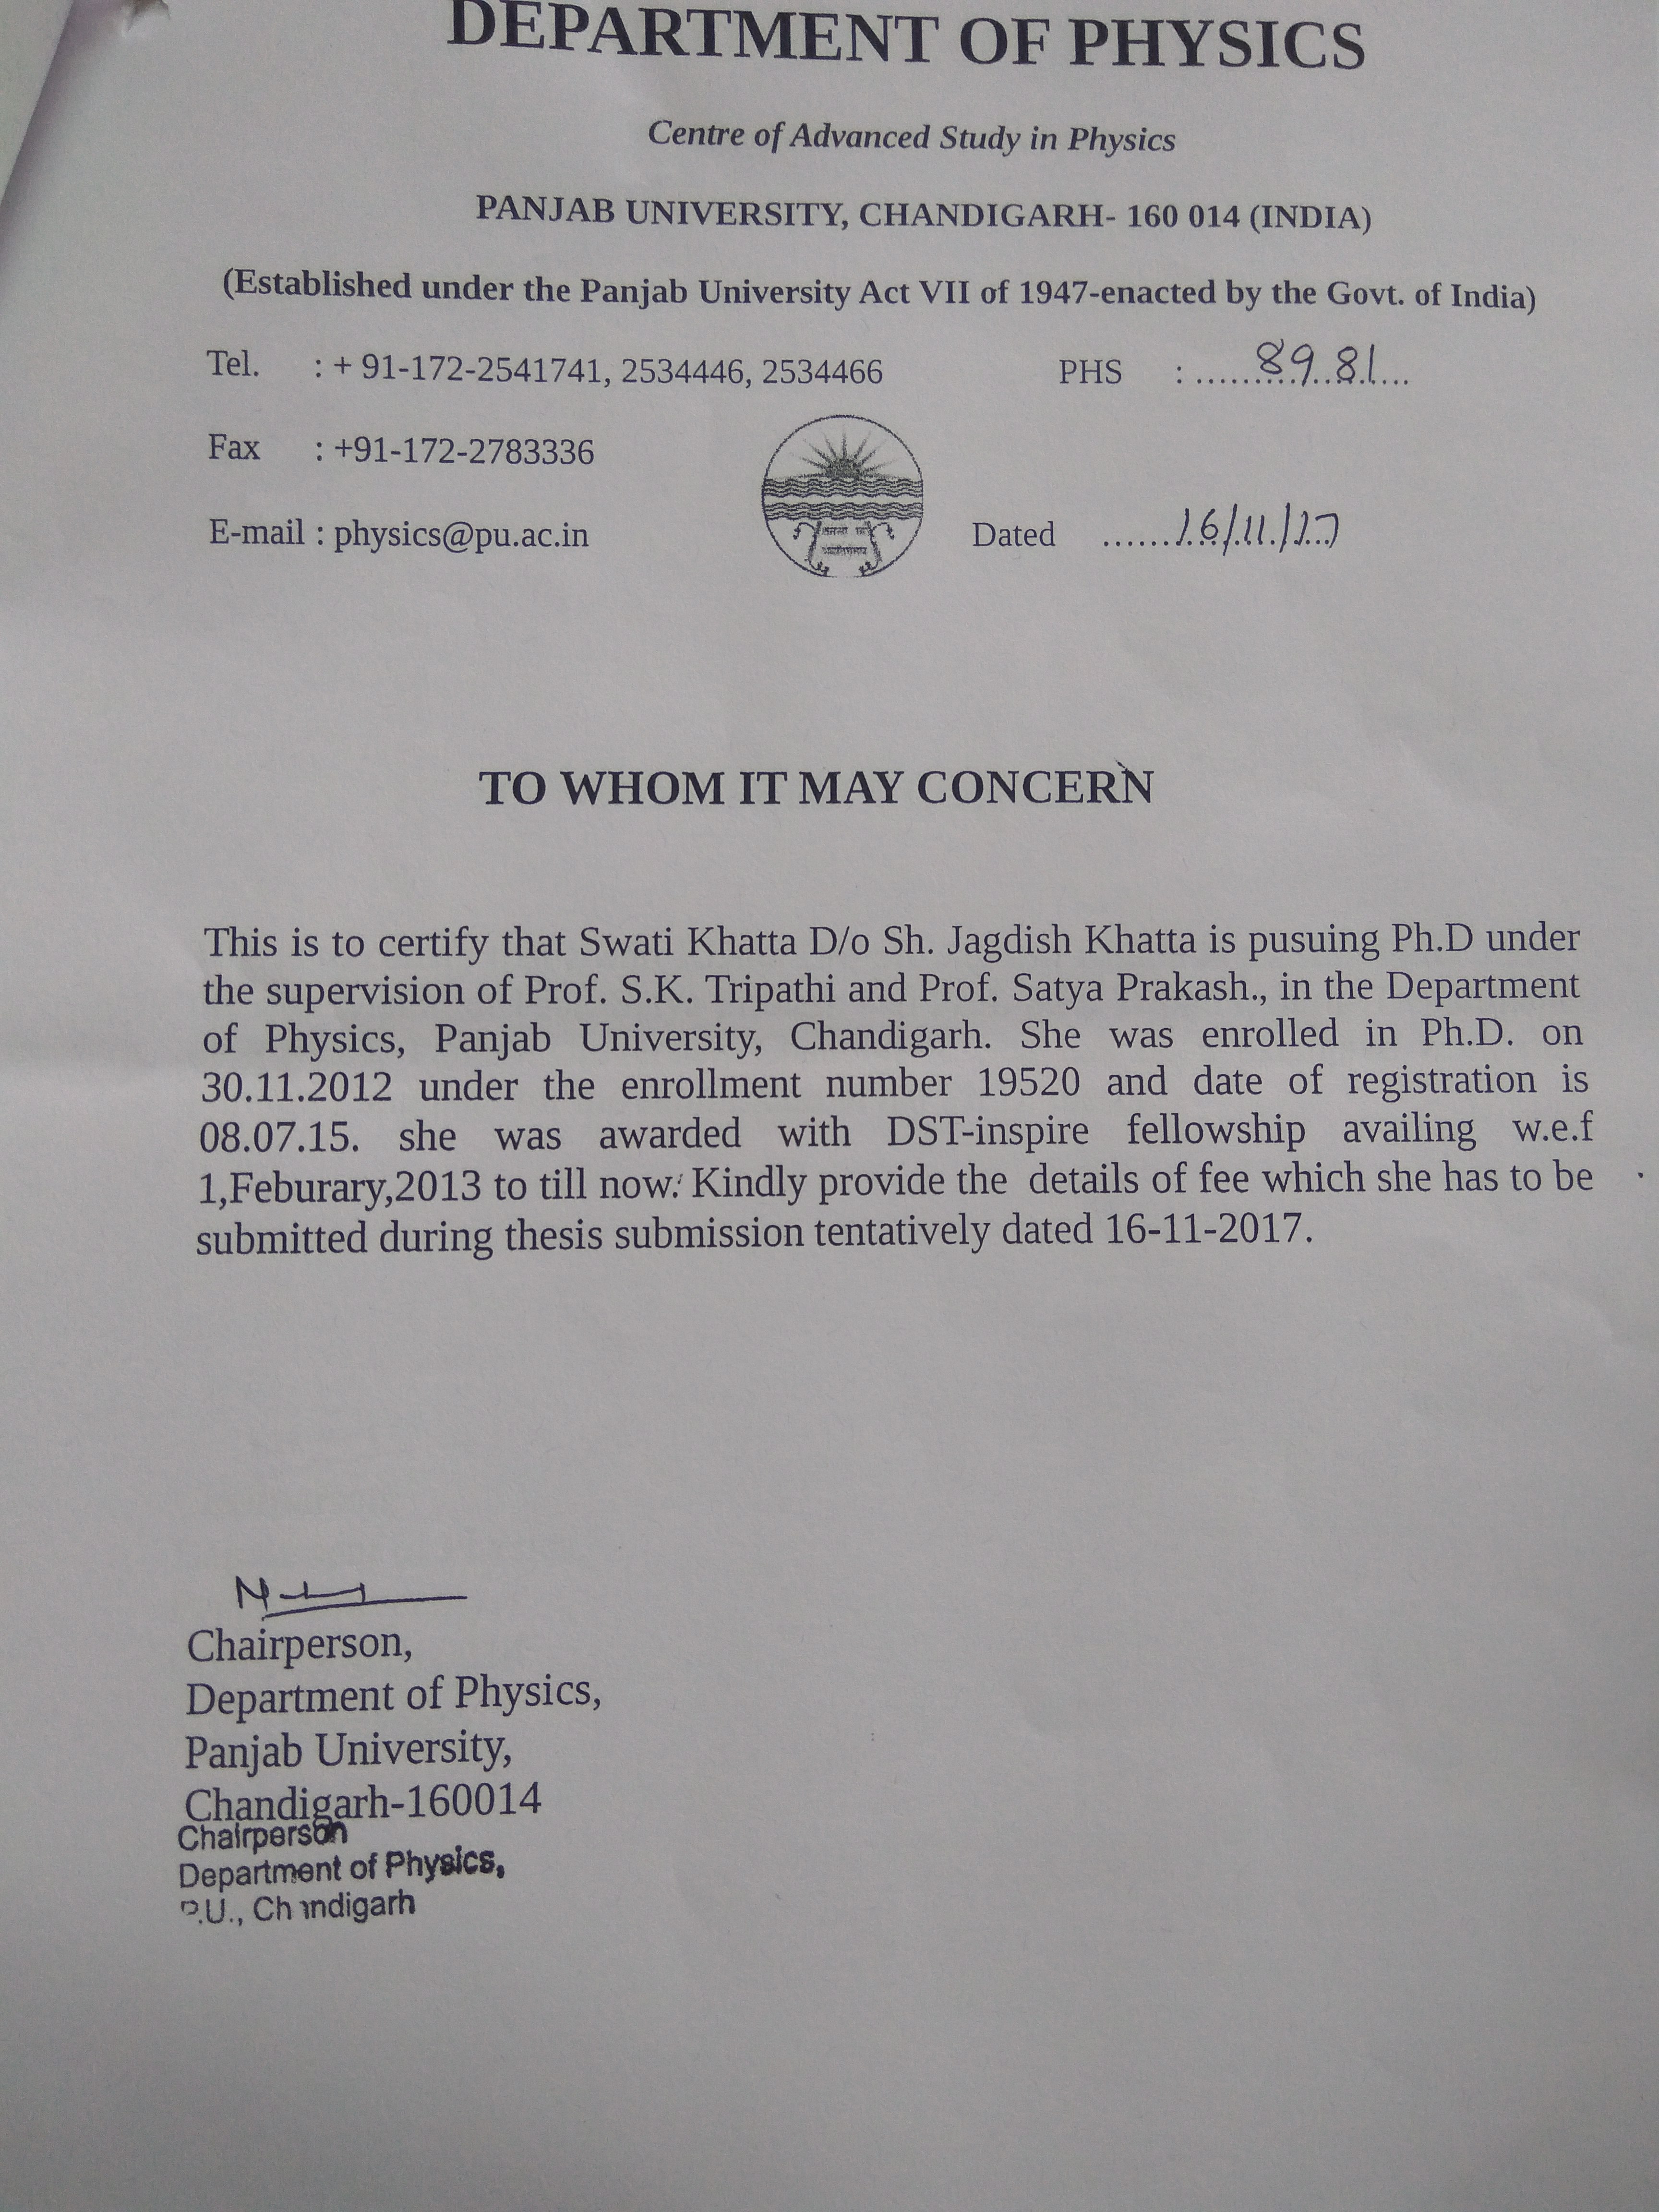 DEPARTMENT OF PHYSICS
Centre of Advanced Study in Physics
PANJAB UNIVERSITY, CHANDIGARH- 160 014 (INDIA)
(Established under the Panjab University Act VII of 1947-enacted by the Govt. of India)
Tel. : + 91-172-2541741, 2534446, 2534466 PHS : ......8981...
Fax : +91-172-2783336
E-mail : physics@pu.ac.in Dated ......16/11/17
TO WHOM IT MAY CONCERN
This is to certify that Swati Khatta D/o Sh. Jagdish Khatta is pusuing Ph.D under
the supervision of Prof. S.K. Tripathi and Prof. Satya Prakash., in the Department
of Physics, Panjab University, Chandigarh. She was enrolled in Ph.D. on
30.11.2012 under the enrollment number 19520 and date of registration is
08.07.15. she was awarded with DST-inspire fellowship availing w.e.f
1,Feburary,2013 to till now. Kindly provide the details of fee which she has to be
submitted during thesis submission tentatively dated 16-11-2017.
Chairperson,
Department of Physics,
Panjab University,
Chandigarh-160014
Chairperson
Department of Physics,
P.U., Chandigarh